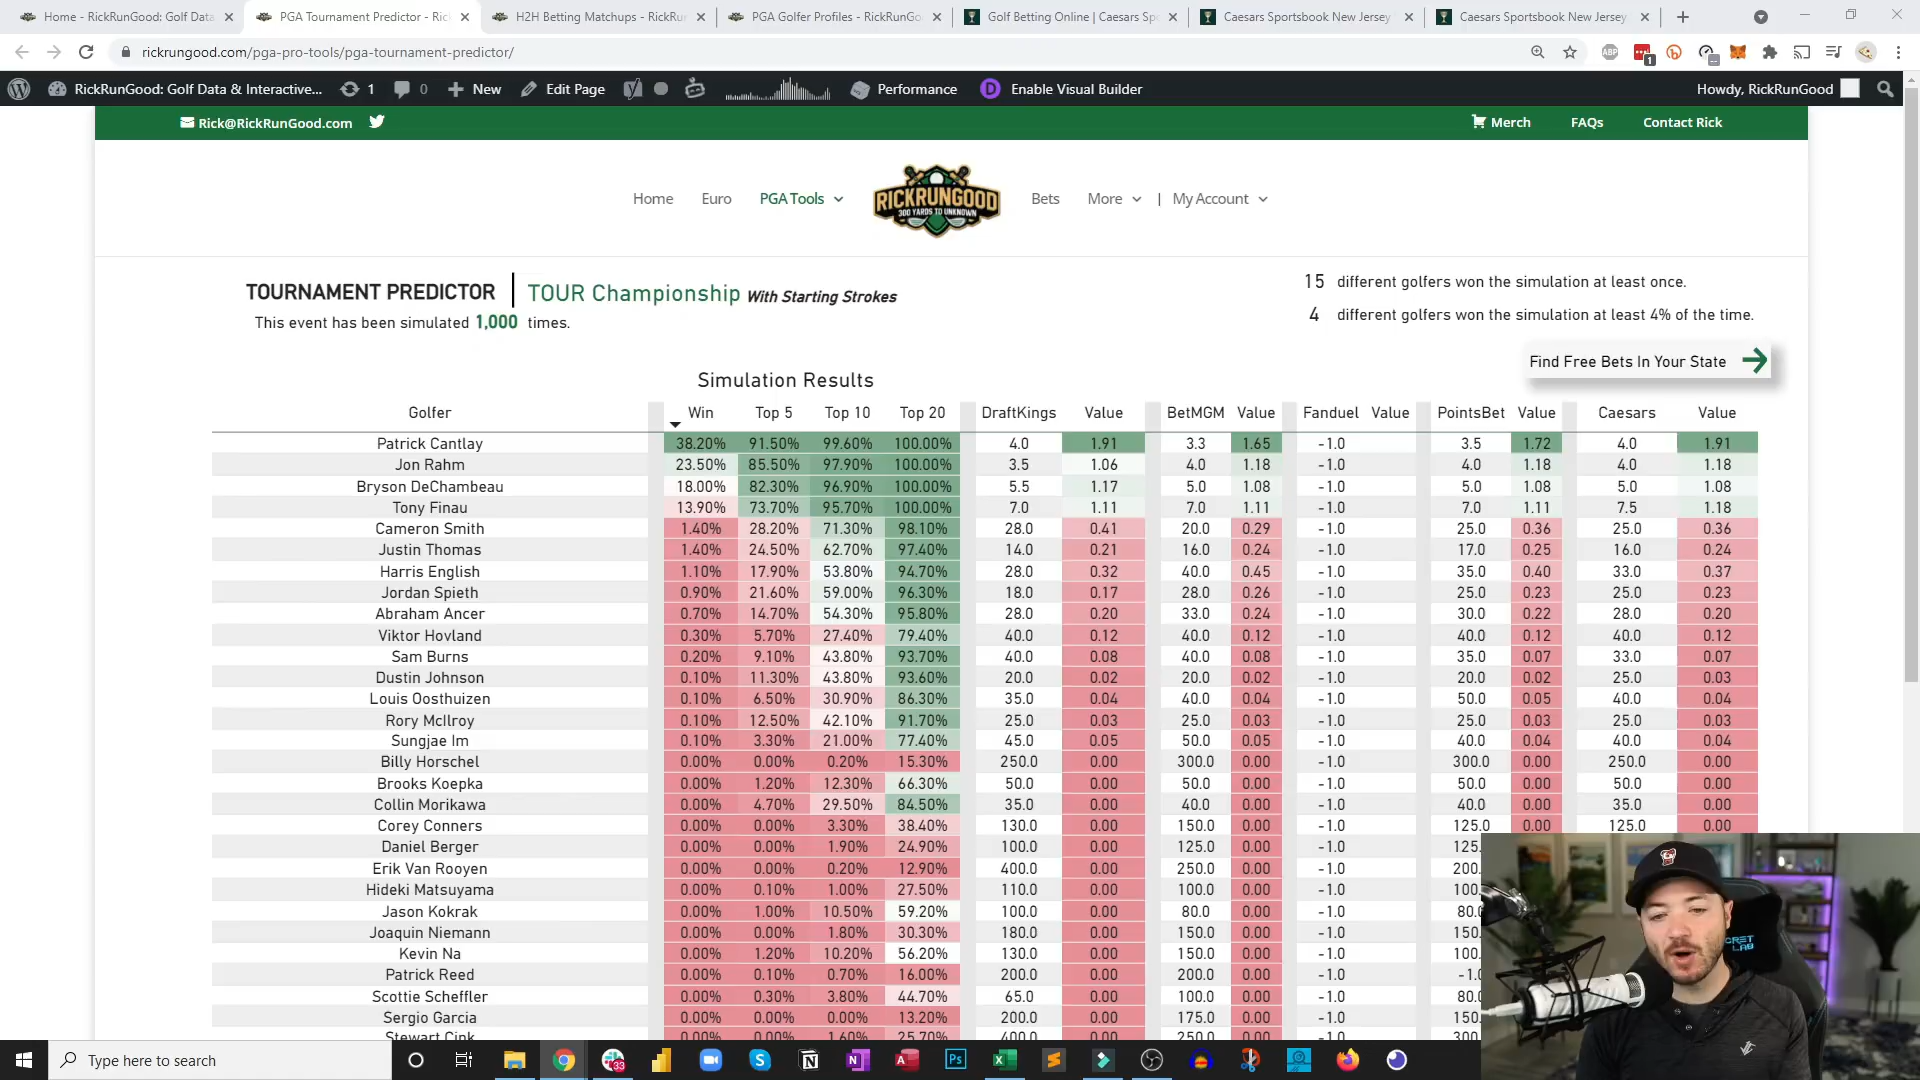 Home - RickRunGood: Golf Data
PGA Tournament Predictor - Ric
H2H Betting Matchups - RickRur
PGA Golfer Profiles - RickRunGo
Golf Betting Online | Caesars Sp
Caesars Sportsbook New Jersey
Caesars Sportsbook New Jersey
rickrungood.com/pga-pro-tools/pga-tournament-predictor/
RickRunGood: Golf Data & Interactive... 1 0 New Edit Page Performance Enable Visual Builder Howdy, RickRunGood
Rick@RickRunGood.com Merch FAQs Contact Rick
Home Euro PGA Tools RICKRUNGOOD 300 YARDS TO UNKNOWN Bets More | My Account
TOURNAMENT PREDICTOR TOUR Championship With Starting Strokes
This event has been simulated 1,000 times.
15 different golfers won the simulation at least once.
4 different golfers won the simulation at least 4% of the time.
Find Free Bets In Your State
Simulation Results
Golfer Win Top 5 Top 10 Top 20 DraftKings Value BetMGM Value Fanduel Value PointsBet Value Caesars Value
Patrick Cantlay 38.20% 91.50% 99.60% 100.00% 4.0 1.91 3.3 1.65 -1.0 3.5 1.72 4.0 1.91
Jon Rahm 23.50% 85.50% 97.90% 100.00% 3.5 1.06 4.0 1.18 -1.0 4.0 1.18 4.0 1.18
Bryson DeChambeau 18.00% 82.30% 96.90% 100.00% 5.5 1.17 5.0 1.08 -1.0 5.0 1.08 5.0 1.08
Tony Finau 13.90% 73.70% 95.70% 100.00% 7.0 1.11 7.0 1.11 -1.0 7.0 1.11 7.5 1.18
Cameron Smith 1.40% 28.20% 71.30% 98.10% 28.0 0.41 20.0 0.29 -1.0 25.0 0.36 25.0 0.36
Justin Thomas 1.40% 24.50% 62.70% 97.40% 14.0 0.21 16.0 0.24 -1.0 17.0 0.25 16.0 0.24
Harris English 1.10% 17.90% 53.80% 94.70% 28.0 0.32 40.0 0.45 -1.0 35.0 0.40 33.0 0.37
Jordan Spieth 0.90% 21.60% 59.00% 96.30% 18.0 0.17 28.0 0.26 -1.0 25.0 0.23 25.0 0.23
Abraham Ancer 0.70% 14.70% 54.30% 95.80% 28.0 0.20 33.0 0.24 -1.0 30.0 0.22 28.0 0.20
Viktor Hovland 0.30% 5.70% 27.40% 79.40% 40.0 0.12 40.0 0.12 -1.0 40.0 0.12 40.0 0.12
Sam Burns 0.20% 9.10% 43.80% 93.70% 40.0 0.08 40.0 0.08 -1.0 35.0 0.07 33.0 0.07
Dustin Johnson 0.10% 11.30% 43.80% 93.60% 20.0 0.02 20.0 0.02 -1.0 20.0 0.02 25.0 0.03
Louis Oosthuizen 0.10% 6.50% 30.90% 86.30% 35.0 0.04 40.0 0.04 -1.0 50.0 0.05 40.0 0.04
Rory McIlroy 0.10% 12.50% 42.10% 91.70% 25.0 0.03 25.0 0.03 -1.0 25.0 0.03 25.0 0.03
Sungjae Im 0.10% 3.30% 21.00% 77.40% 45.0 0.05 50.0 0.05 -1.0 40.0 0.04 40.0 0.04
Billy Horschel 0.00% 0.00% 0.20% 15.30% 250.0 0.00 300.0 0.00 -1.0 300.0 0.00 250.0 0.00
Brooks Koepka 0.00% 1.20% 12.30% 66.30% 50.0 0.00 50.0 0.00 -1.0 50.0 0.00 50.0 0.00
Collin Morikawa 0.00% 4.70% 29.50% 84.50% 35.0 0.00 40.0 0.00 -1.0 40.0 0.00 35.0 0.00
Corey Conners 0.00% 0.00% 3.30% 38.40% 130.0 0.00 150.0 0.00 -1.0 125.0 0.00 125.0 0.00
Daniel Berger 0.00% 0.00% 1.90% 24.90% 100.0 0.00 125.0 0.00 -1.0 125.
Erik Van Rooyen 0.00% 0.00% 0.20% 12.90% 400.0 0.00 250.0 0.00 -1.0 200.
Hideki Matsuyama 0.00% 0.10% 1.00% 27.50% 110.0 0.00 100.0 0.00 -1.0 100.
Jason Kokrak 0.00% 1.00% 10.50% 59.20% 100.0 0.00 80.0 0.00 -1.0 80.
Joaquin Niemann 0.00% 0.00% 1.80% 30.30% 180.0 0.00 150.0 0.00 -1.0 150.
Kevin Na 0.00% 1.20% 10.20% 56.20% 130.0 0.00 150.0 0.00 -1.0 100.
Patrick Reed 0.00% 0.10% 0.70% 16.00% 200.0 0.00 200.0 0.00 -1.0 -1.
Scottie Scheffler 0.00% 0.30% 3.80% 44.70% 65.0 0.00 100.0 0.00 -1.0 80.
Sergio Garcia 0.00% 0.00% 0.00% 13.20% 200.0 0.00 175.0 0.00 -1.0 150.
Stewart Cink 0.00% 0.00% 1.60% 25.70% 400.0 0.00 250.0 0.00 -1.0 300
CRET
LAB
Type here to search
33